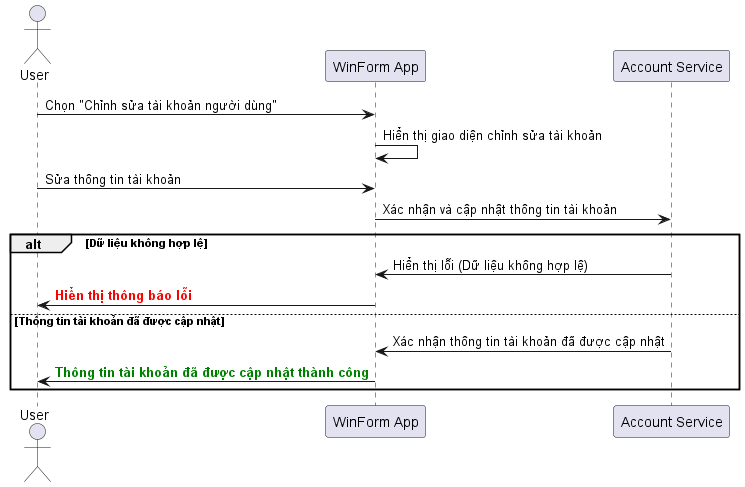 User
WinForm App
Account Service
Chọn "Chỉnh sửa tài khoản người dùng"
Hiển thị giao diện chỉnh sửa tài khoản
Sửa thông tin tài khoản
Xác nhận và cập nhật thông tin tài khoản
alt
[Dữ liệu không hợp lệ]
Hiển thị lỗi (Dữ liệu không hợp lệ)
Hiển thị thông báo lỗi
[Thông tin tài khoản đã được cập nhật]
Xác nhận thông tin tài khoản đã được cập nhật
Thông tin tài khoản đã được cập nhật thành công
User
WinForm App
Account Service